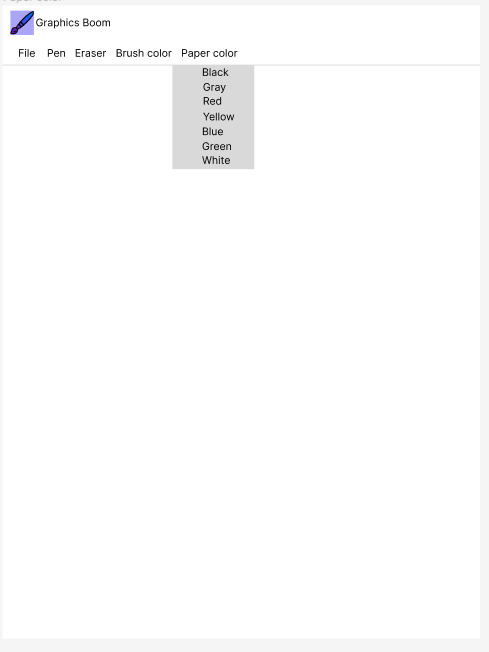 Graphics Boom
File Pen Eraser Brush color Paper color
Black
Gray
Red
Yellow
Blue
Green
White